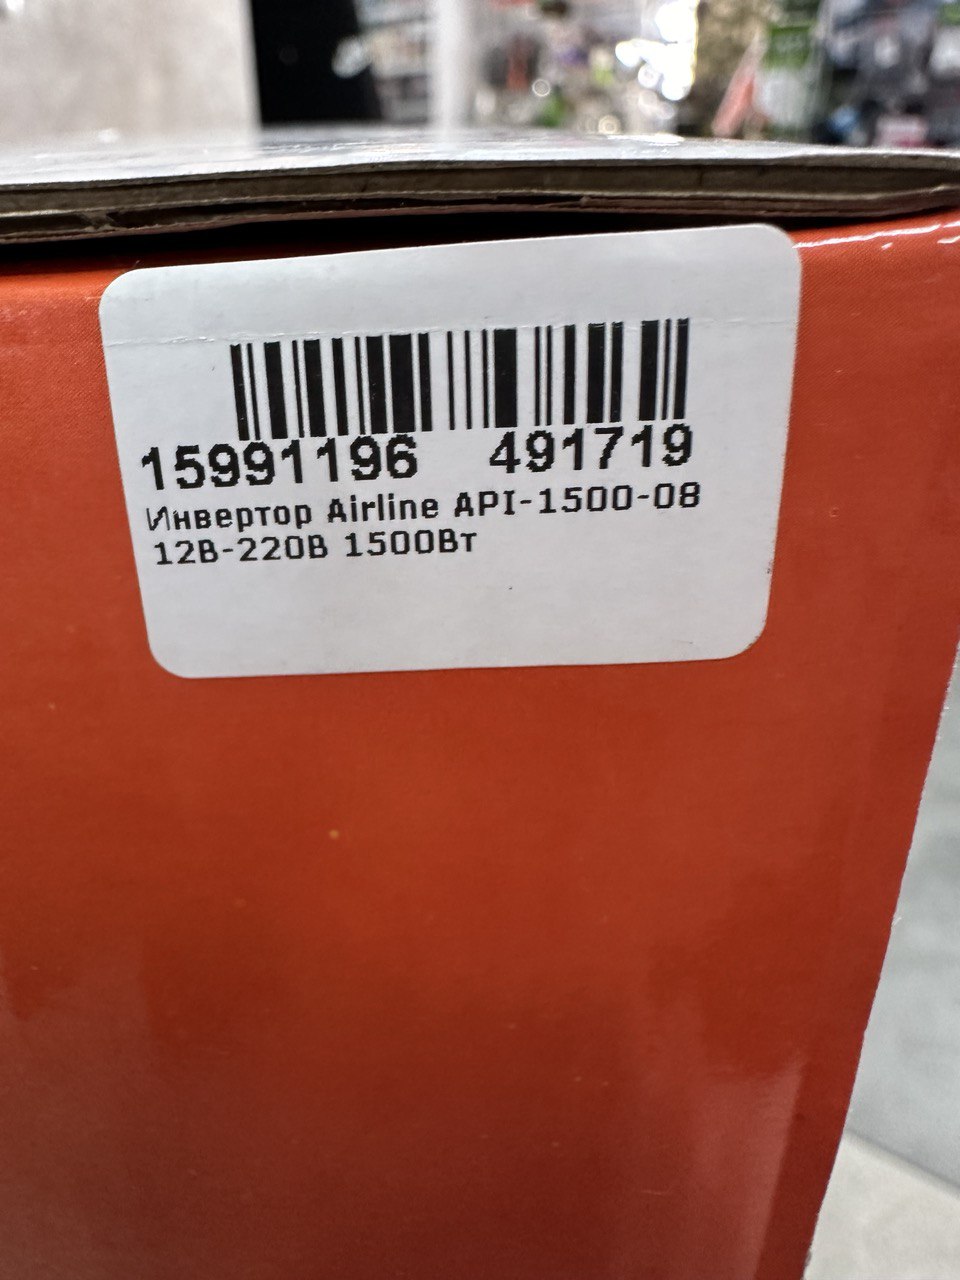 15991196 491719
Инвертор Airline API-1500-08
12В-220В 1500Вт